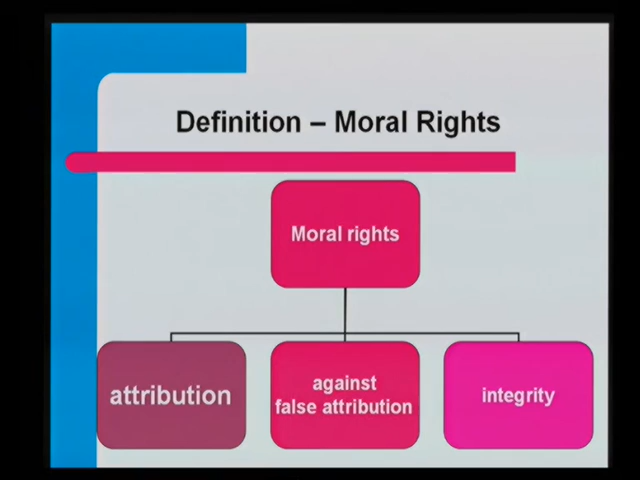 Definition – Moral Rights
Moral rights
attribution
against
false attribution
integrity